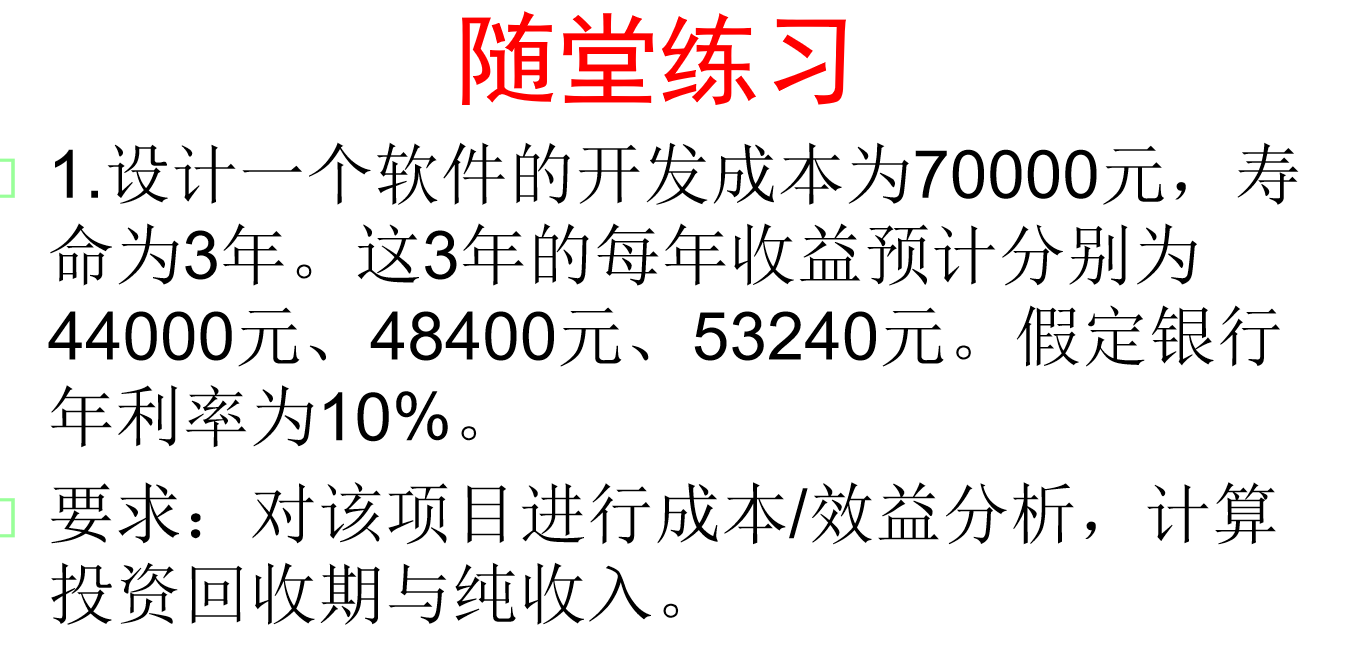 随堂练习
1.设计一个软件的开发成本为70000元，寿
命为3年。这3年的每年收益预计分别为
44000元、48400元、53240元。假定银行
年利率为10%。
要求：对该项目进行成本/效益分析，计算
投资回收期与纯收入。